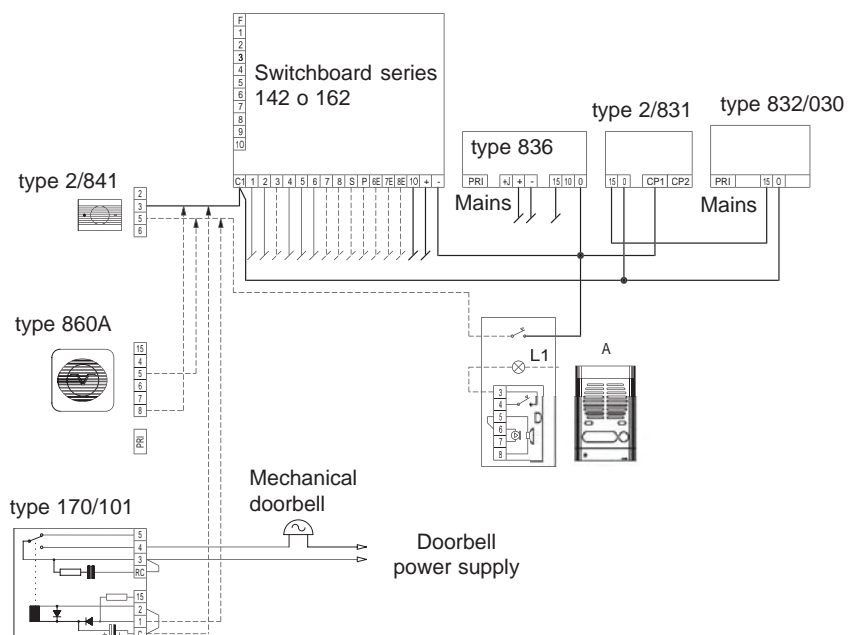 F
1
2
3
4
5
6
7
8
9
10
Switchboard series
142 o 162
C1 1 2 3 4 5 6 7 8 S P 6E 7E 8E 10 + -
type 836
PRI +J + - 15 10 0
Mains
type 2/831
15 0 CP1 CP2
type 832/030
PRI 15 0
Mains
type 2/841
2
3
5
6
type 860A
15
4
5
6
7
8
PRI
L1
A
3
4
5
6
7
8
type 170/101
5
4
3
RC
15
2
1
C
Mechanical
doorbell
Doorbell
power supply